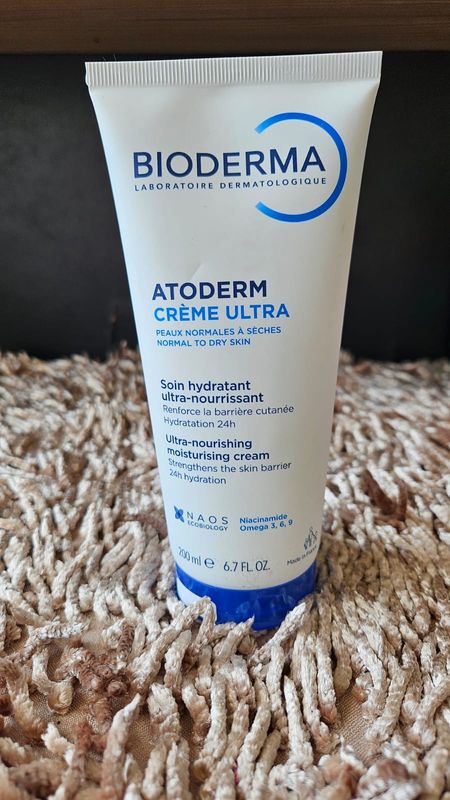 BIODERMA
LABORATOIRE DERMATOLOGIQUE
ATODERM
CRÈME ULTRA
PEAUX NORMALES À SÈCHES
NORMAL TO DRY SKIN
Soin hydratant
ultra-nourrissant
Renforce la barrière cutanée
Hydratation 24h
Ultra-nourishing
moisturising cream
Strengthens the skin barrier
24h hydration
NAOS
ECOBIOLOGY
Niacinamide
Omega 3, 6, 9
200 ml ℮ 6.7 FL. OZ.
Made in France